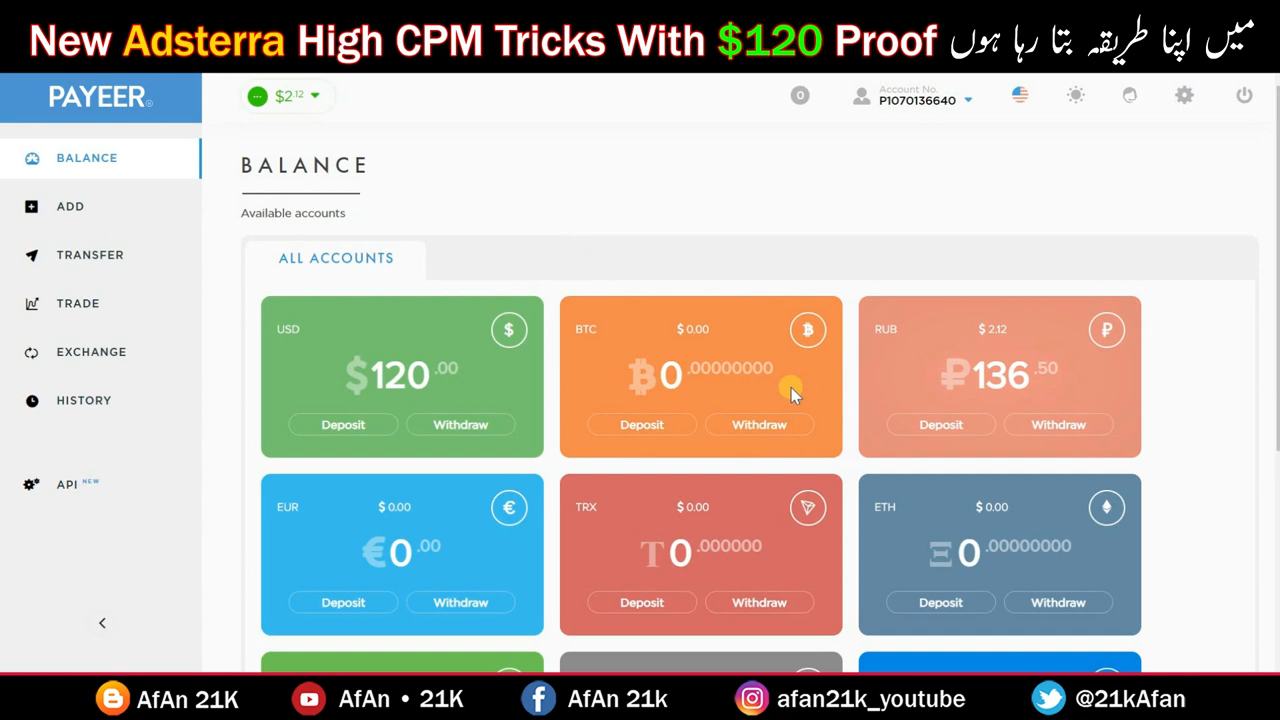 New Adsterra High CPM Tricks With $120 Proof میں اپنا طریقہ بتا رہا ہوں
PAYEER®
$2.12
0
Account No.
P1070136640
BALANCE
ADD
TRANSFER
TRADE
EXCHANGE
HISTORY
API NEW
BALANCE
Available accounts
ALL ACCOUNTS
USD $
$120.00
Deposit Withdraw
BTC $ 0.00
₿0.00000000
Deposit Withdraw
RUB $ 2.12 ₽
₽136.50
Deposit Withdraw
EUR $ 0.00 €
€0.00
Deposit Withdraw
TRX $ 0.00
T0.000000
Deposit Withdraw
ETH $ 0.00
Ξ0.00000000
Deposit Withdraw
AfAn 21K AfAn • 21K AfAn 21k afan21k_youtube @21kAfan